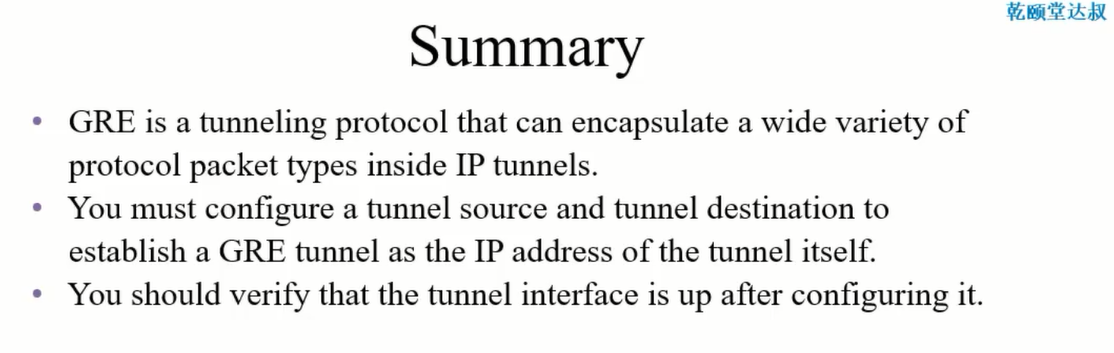 乾颐堂达叔
Summary
• GRE is a tunneling protocol that can encapsulate a wide variety of
protocol packet types inside IP tunnels.
• You must configure a tunnel source and tunnel destination to
establish a GRE tunnel as the IP address of the tunnel itself.
• You should verify that the tunnel interface is up after configuring it.